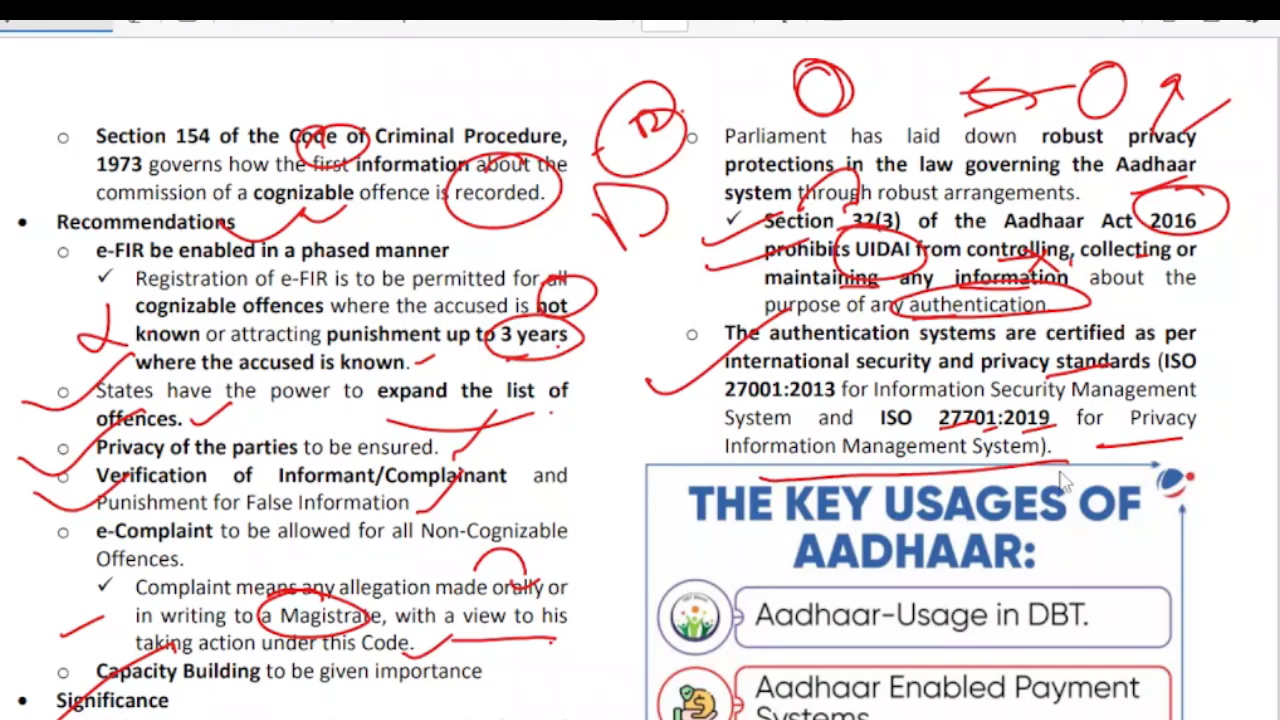 ○ Section 154 of the Code of Criminal Procedure,
1973 governs how the first information about the
commission of a cognizable offence is recorded.
• Recommendations
○ e-FIR be enabled in a phased manner
✓ Registration of e-FIR is to be permitted for all
cognizable offences where the accused is not
known or attracting punishment up to 3 years
where the accused is known.
○ States have the power to expand the list of
offences.
○ Privacy of the parties to be ensured.
○ Verification of Informant/Complainant and
Punishment for False Information
○ e-Complaint to be allowed for all Non-Cognizable
Offences.
✓ Complaint means any allegation made orally or
in writing to a Magistrate, with a view to his
taking action under this Code.
○ Capacity Building to be given importance
• Significance
○ Parliament has laid down robust privacy
protections in the law governing the Aadhaar
system through robust arrangements.
✓ Section 32(3) of the Aadhaar Act 2016
prohibits UIDAI from controlling, collecting or
maintaining any information about the
purpose of any authentication.
○ The authentication systems are certified as per
international security and privacy standards (ISO
27001:2013 for Information Security Management
System and ISO 27701:2019 for Privacy
Information Management System).
THE KEY USAGES OF
AADHAAR:
Aadhaar-Usage in DBT.
Aadhaar Enabled Payment
Systems